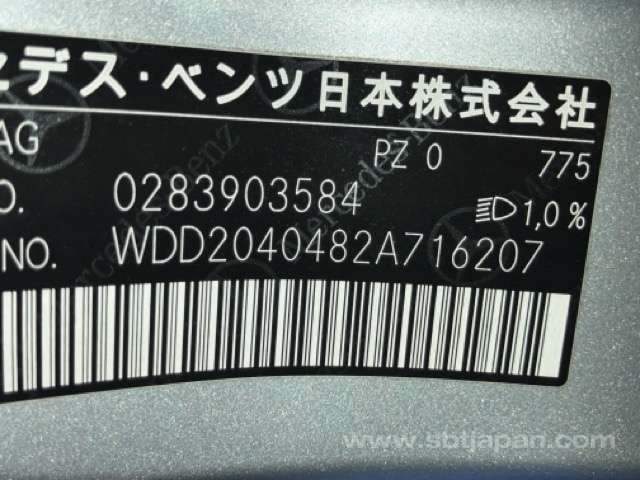 デス・ベンツ日本株式会社
AG PZ 0 775
O. 0283903584 1,0%
NO. WDD2040482A716207
www.sbtjapan.com